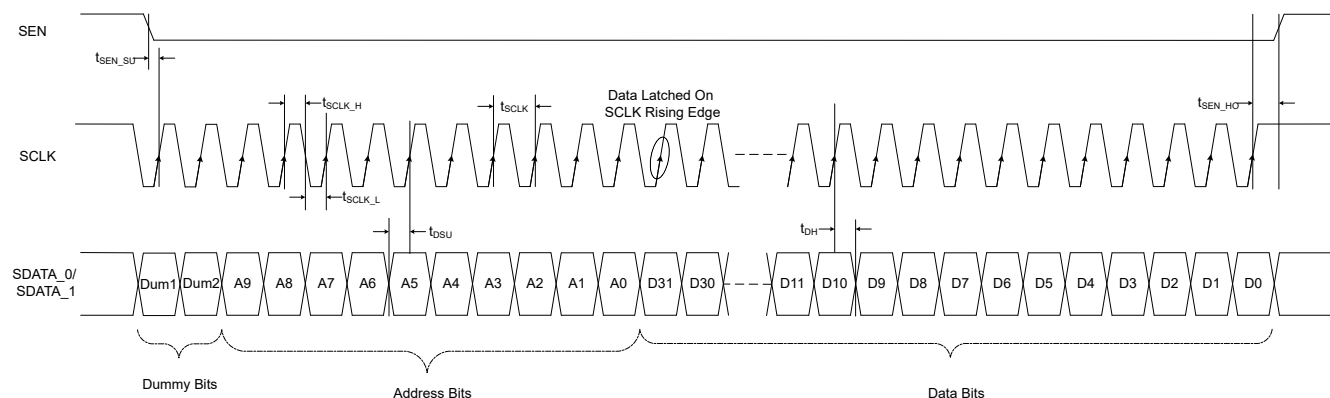 SEN
tSEN_SU
tSCLK_H
tSCLK
Data Latched On
SCLK Rising Edge
tSEN_HO
SCLK
tSCLK_L
tDSU
tDH
SDATA_0/
SDATA_1
Dum1 Dum2 A9 A8 A7 A6 A5 A4 A3 A2 A1 A0 D31 D30 D11 D10 D9 D8 D7 D6 D5 D4 D3 D2 D1 D0
Dummy Bits
Address Bits
Data Bits